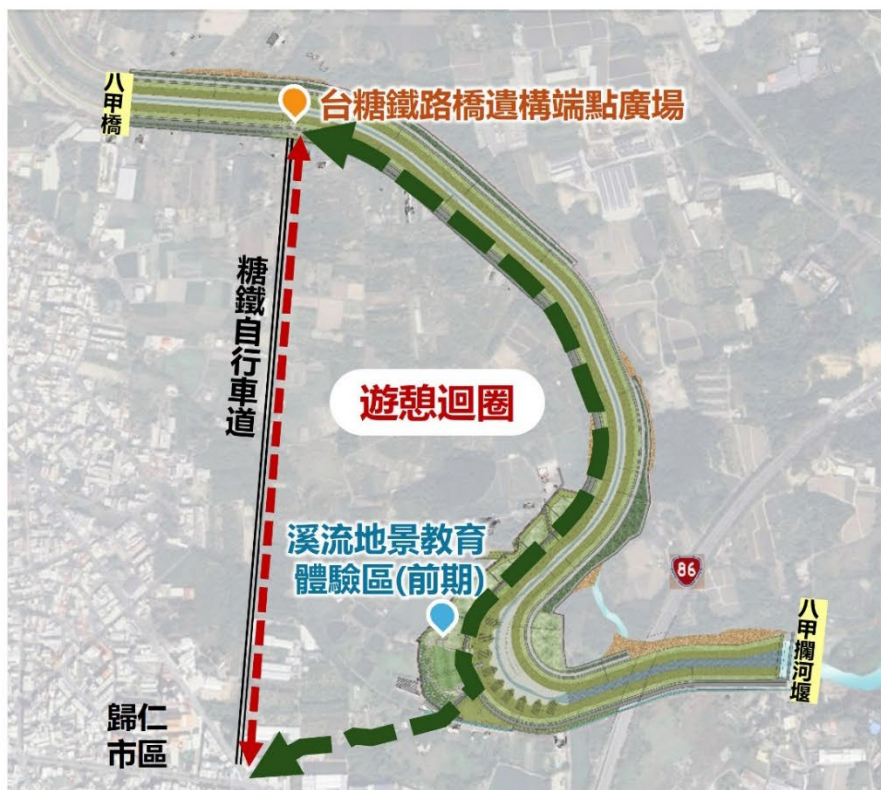 八甲橋
台糖鐵路橋遺構端點廣場
糖鐵自行車道
遊憩迴圈
溪流地景教育
體驗區(前期)
86
八甲攔河堰
歸仁
市區